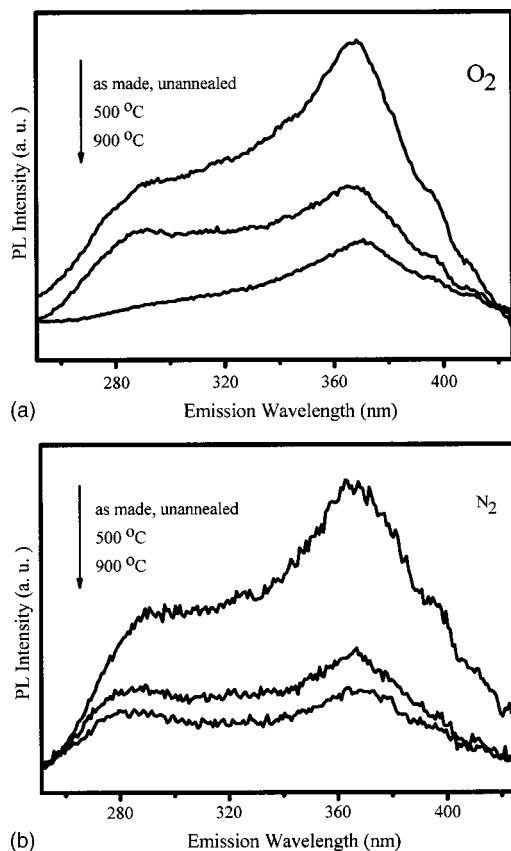 O2
as made, unannealed
500 °C
900 °C
PL Intensity (a. u.)
280 320 360 400
(a)
Emission Wavelength (nm)
N2
as made, unannealed
500 °C
900 °C
PL Intensity (a. u.)
280 320 360 400
(b)
Emission Wavelength (nm)